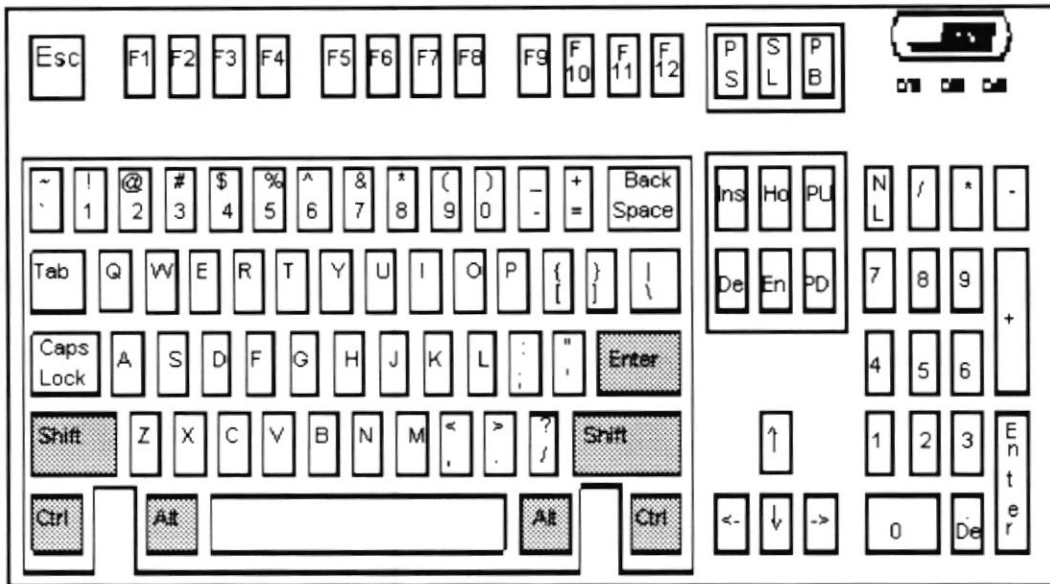 Esc F1 F2 F3 F4 F5 F6 F7 F8 F9 F10 F11 F12 PS SL PB
~ ! @ # $ % ^ & * ( ) _ + Back
` 1 2 3 4 5 6 7 8 9 0 - = Space
Ins Ho PU NL / * -
Tab Q W E R T Y U I O P { } |
[ ] \
De En PD 7 8 9 +
Caps
Lock A S D F G H J K L : " Enter
; '
4 5 6
Shift Z X C V B N M < > ? Shift
, . /
↑ 1 2 3 Enter
Ctrl Alt Alt Ctrl <- ↓ -> 0 .De